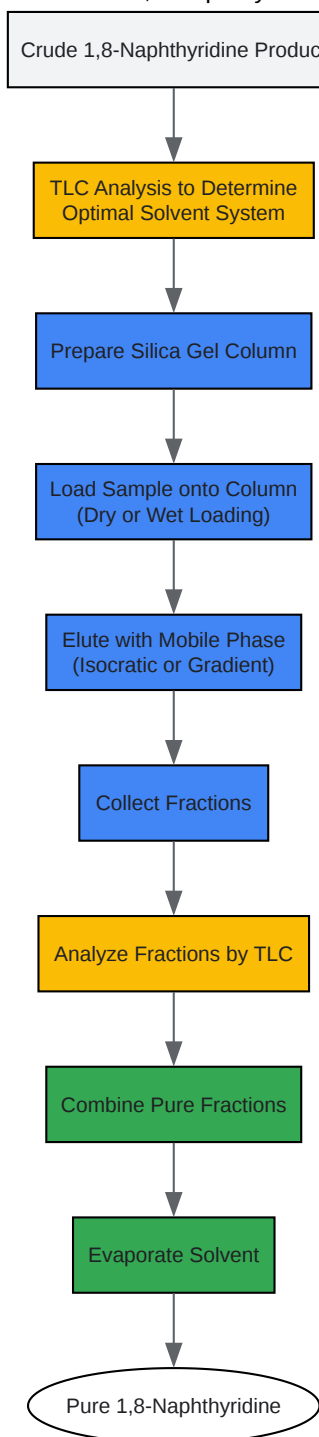 Crude 1,8-Naphthyridine Produc
TLC Analysis to Determine
Optimal Solvent System
Prepare Silica Gel Column
Load Sample onto Column
(Dry or Wet Loading)
Elute with Mobile Phase
(Isocratic or Gradient)
Collect Fractions
Analyze Fractions by TLC
Combine Pure Fractions
Evaporate Solvent
Pure 1,8-Naphthyridine